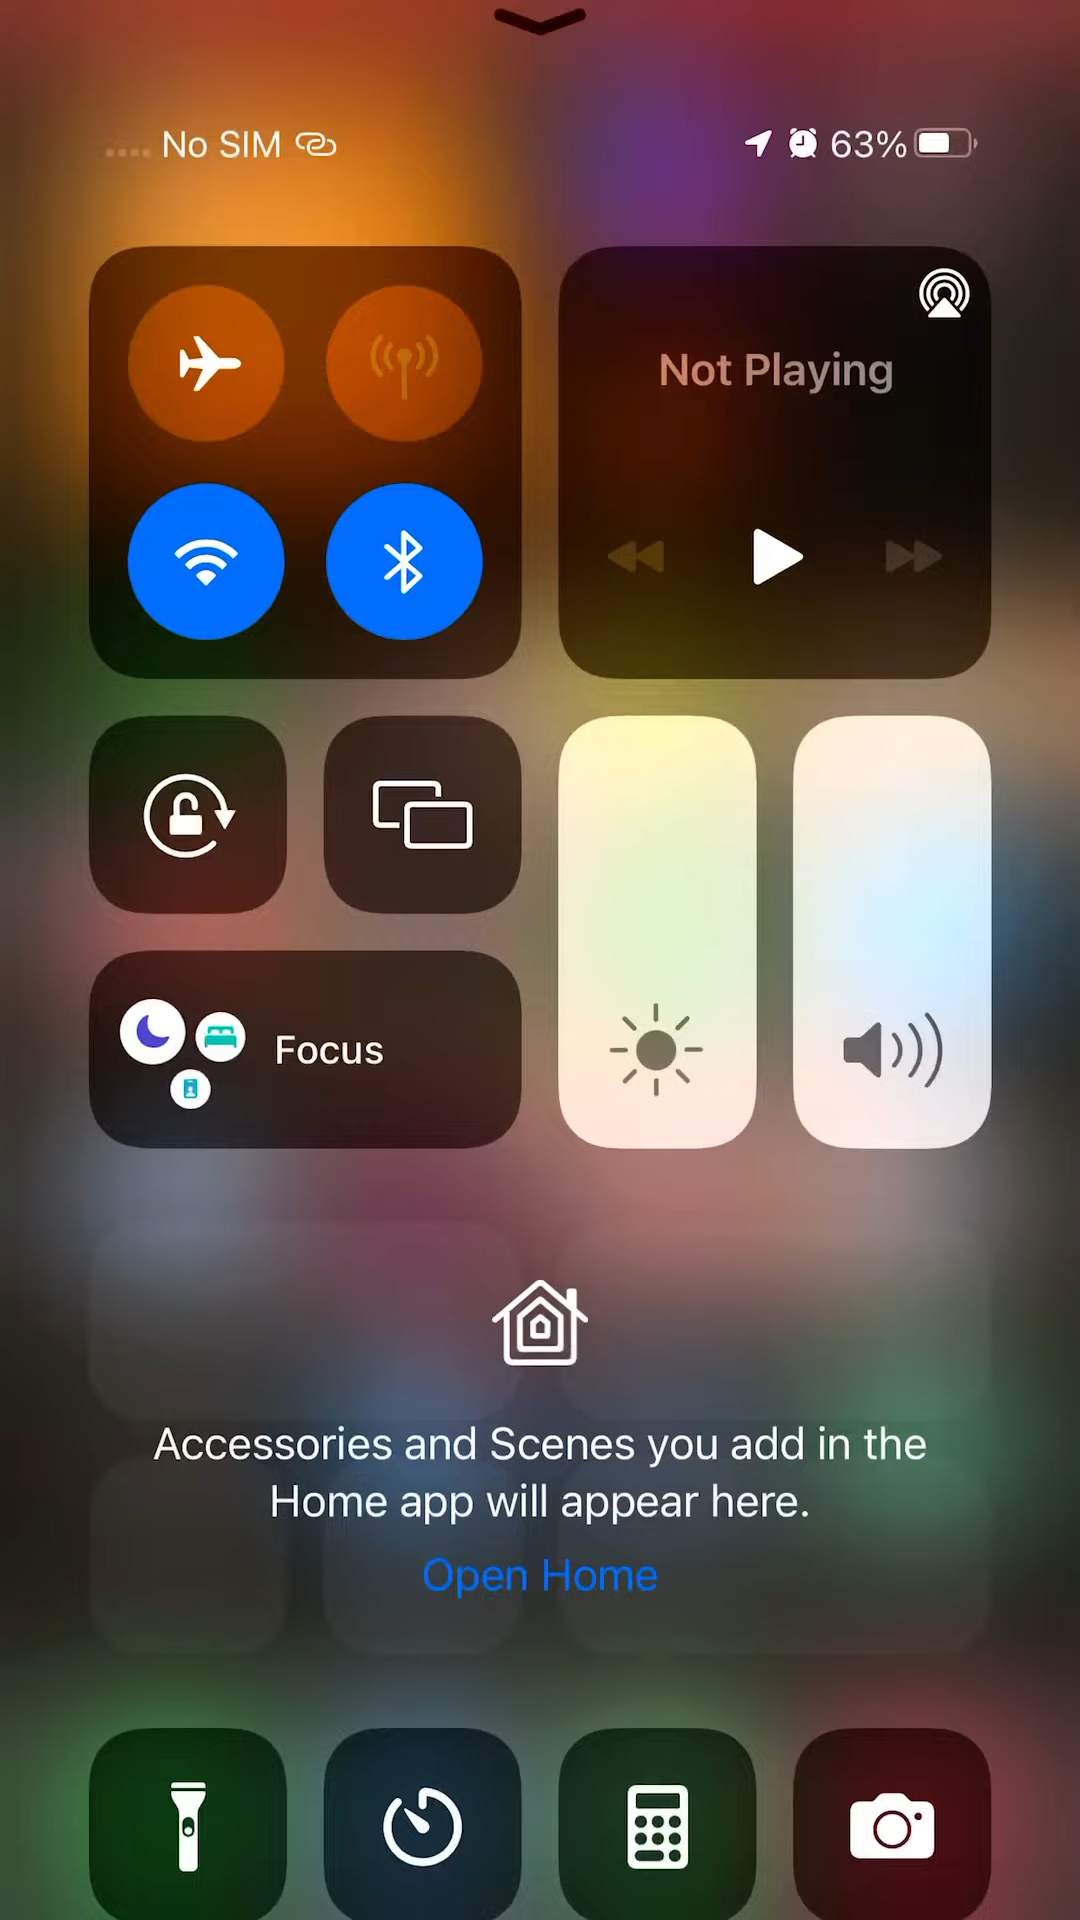 No SIM
63%
Not Playing
Focus
Accessories and Scenes you add in the
Home app will appear here.
Open Home